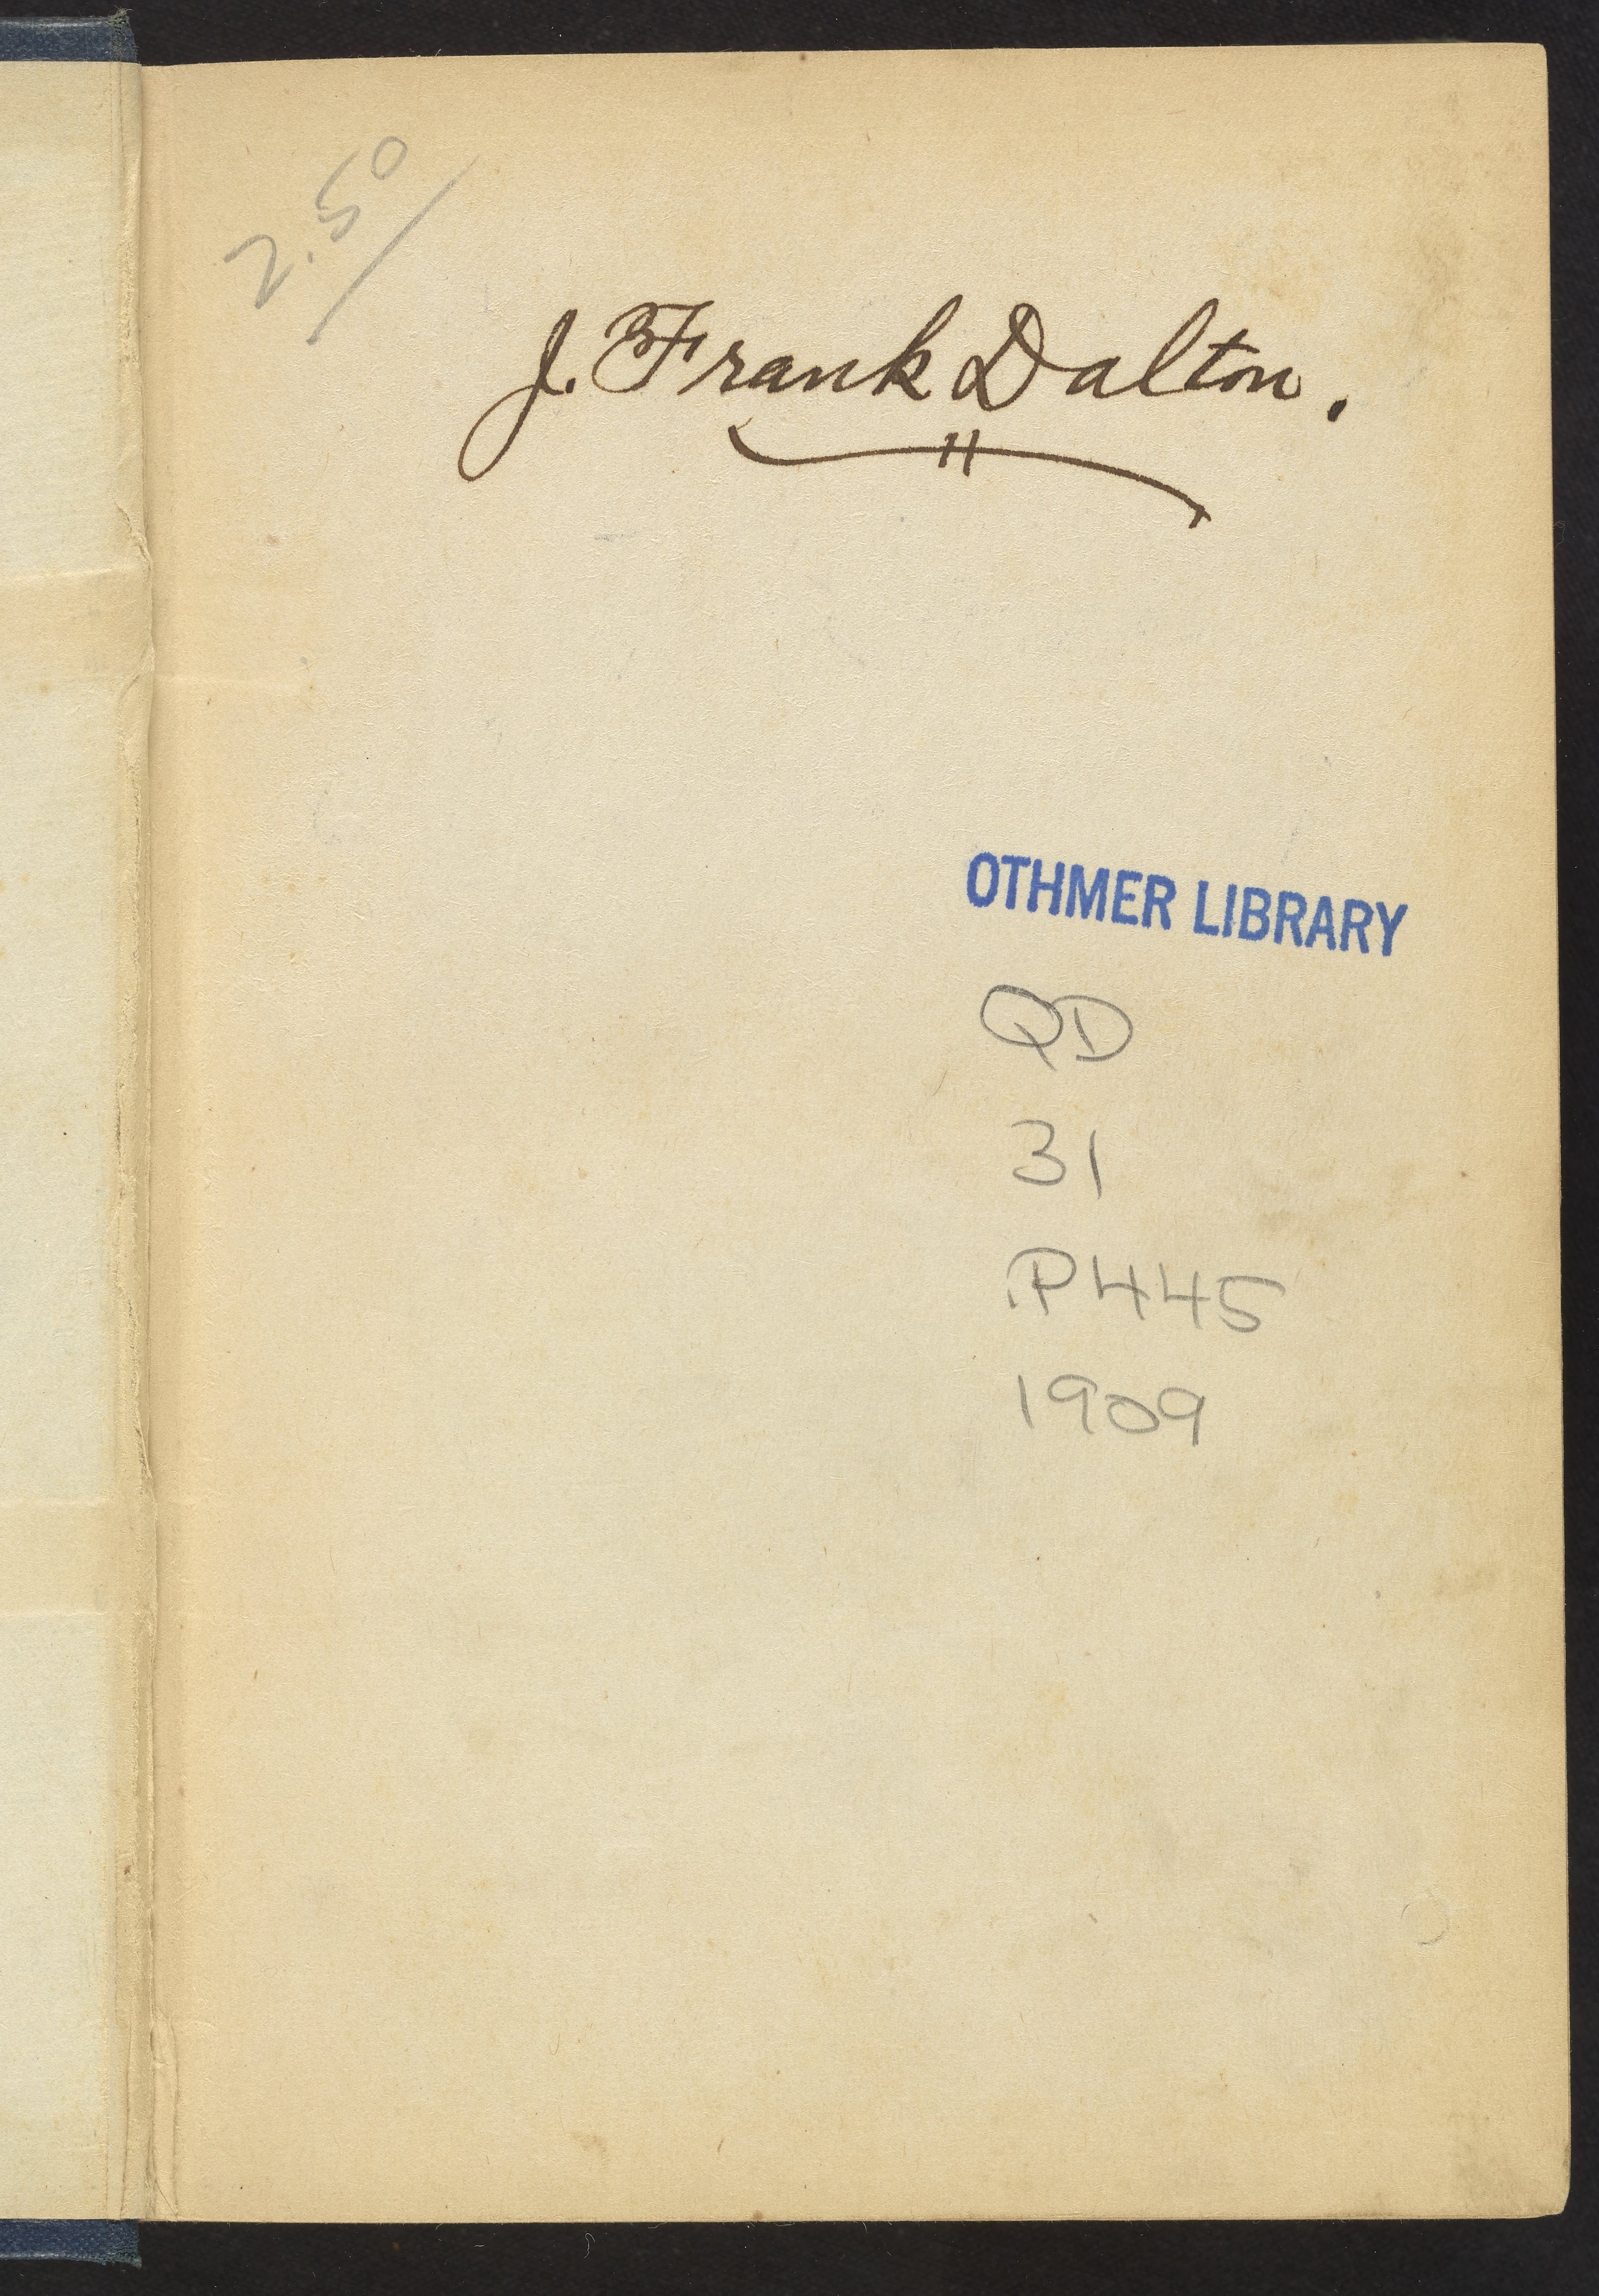 2.50
J. Frank Dalton.
OTHMER LIBRARY
QD
31
.P445
1909